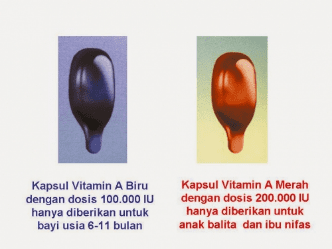 Kapsul Vitamin A Biru
dengan dosis 100.000 IU
hanya diberikan untuk
bayi usia 6-11 bulan
Kapsul Vitamin A Merah
dengan dosis 200.000 IU
hanya diberikan untuk
anak balita dan ibu nifas